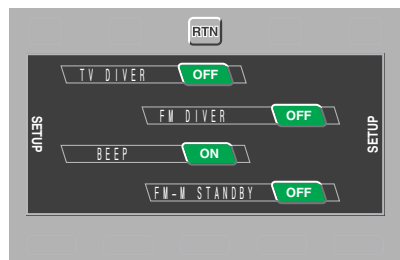 RTN
TV DIVER OFF
FM DIVER OFF
SETUP
SETUP
BEEP ON
FM-M STANDBY OFF